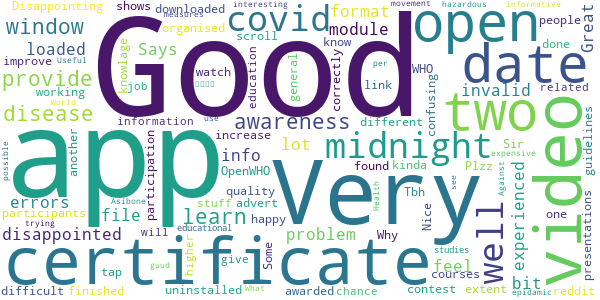 Disappointing shows downloaded interesting movement hazardous informative
measures organised
covid format open people Great
window loaded scroll know done
Says module
improve Useful knowlage education general watch correctly WHO date
provide working job link confusing invalid related
per
Good
disease world awareness different two video guidelines
information use increase
app Very midnight
another participation lot found kinda Sir
possible errors info OpenWHO Plzz expensive
participants file learn quality stuff advert Tbh Health see Against well experienced one presentations
trying Asibone will educational happy Nice
disappointed problem Why feel bit
certificate
tap guud higher give Some courses studies
difficult finished uninstalled What awarded chance contest extent epidamic reddit